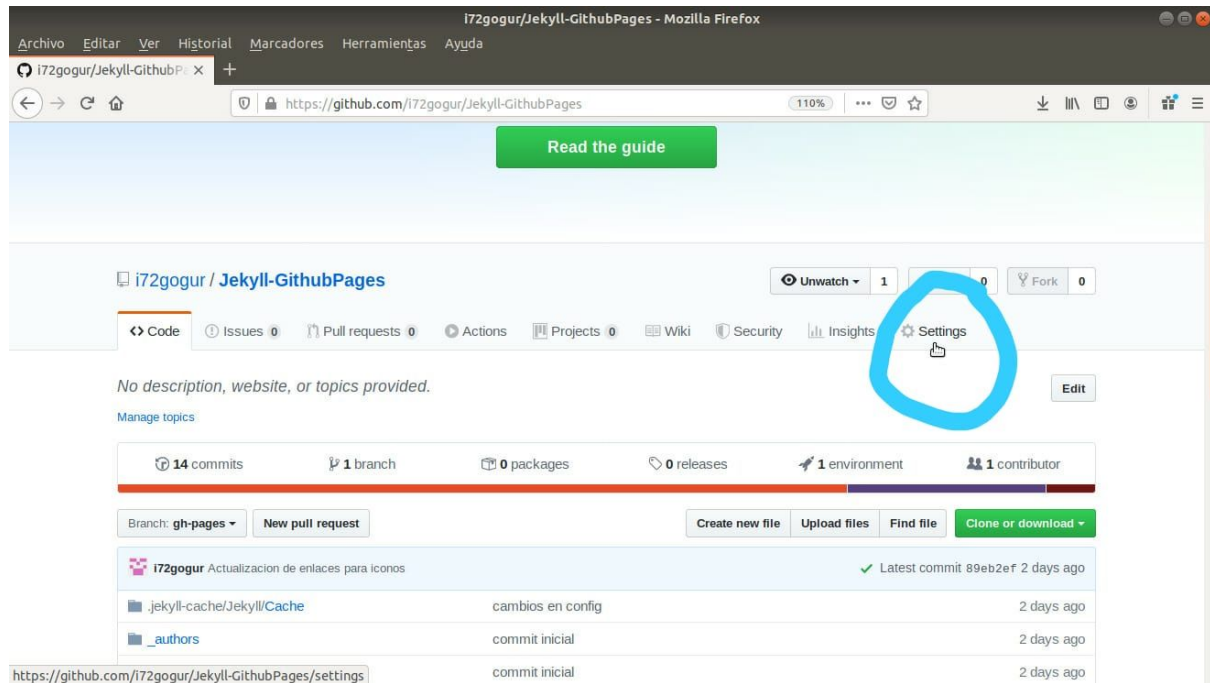 i72gogur/Jekyll-GithubPages - Mozilla Firefox
Archivo Editar Ver Historial Marcadores Herramientas Ayuda
i72gogur/Jekyll-GithubPa
https://github.com/i72gogur/Jekyll-GithubPages 110%
Read the guide
i72gogur / Jekyll-GithubPages Unwatch 1 0 Fork 0
Code Issues 0 Pull requests 0 Actions Projects 0 Wiki Security Insights Settings
No description, website, or topics provided. Edit
Manage topics
14 commits 1 branch 0 packages 0 releases 1 environment 1 contributor
Branch: gh-pages New pull request Create new file Upload files Find file Clone or download
i72gogur Actualizacion de enlaces para iconos Latest commit 89eb2ef 2 days ago
.jekyll-cache/Jekyll/Cache cambios en config 2 days ago
_authors commit inicial 2 days ago
https://github.com/i72gogur/Jekyll-GithubPages/settings commit inicial 2 days ago